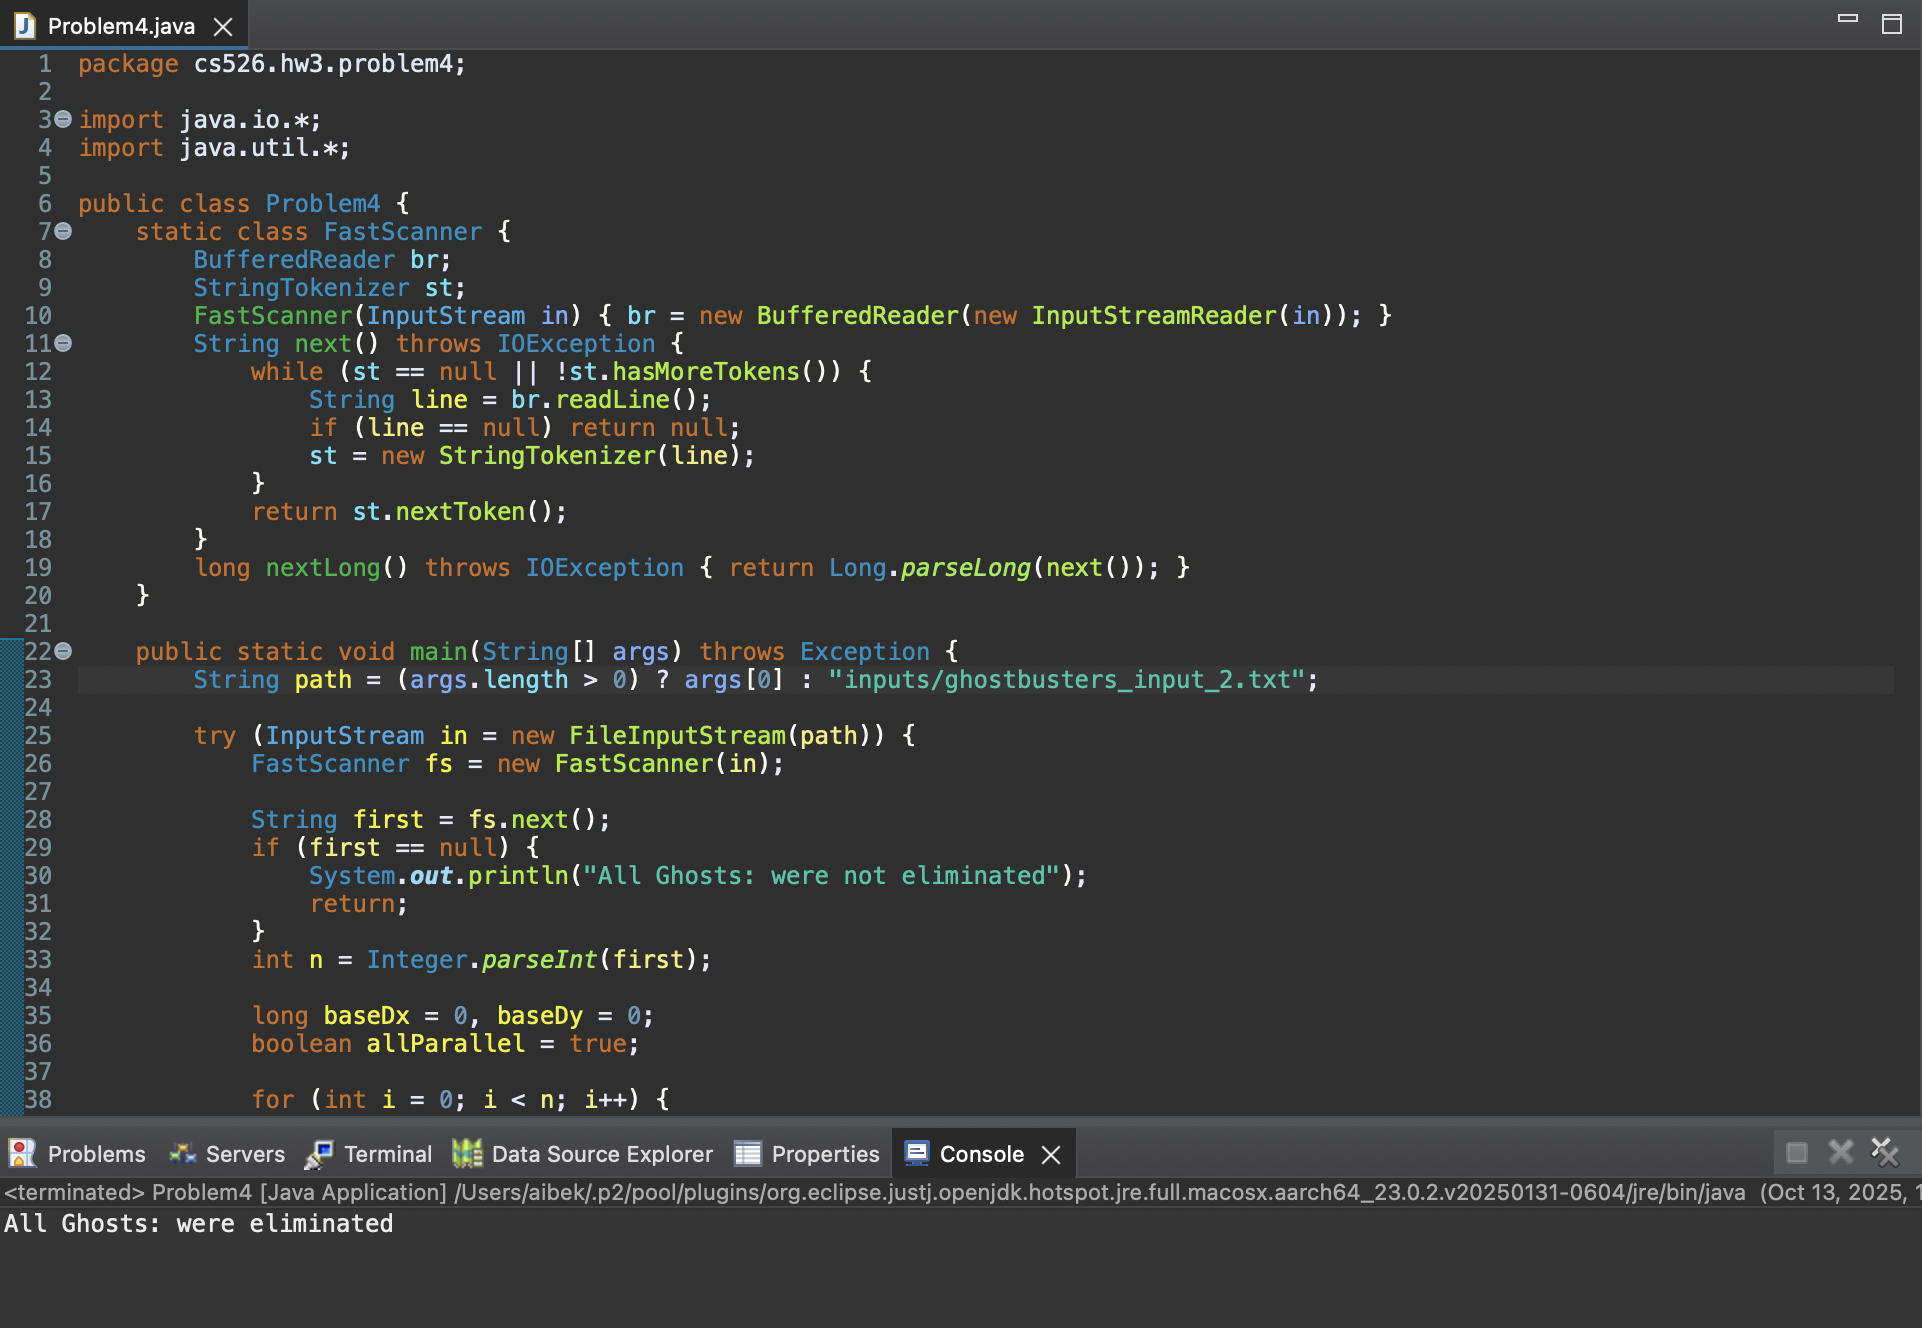 Problem4.java
1 package cs526.hw3.problem4;
2
3 import java.io.*;
4 import java.util.*;
5
6 public class Problem4 {
7     static class FastScanner {
8         BufferedReader br;
9         StringTokenizer st;
10         FastScanner(InputStream in) { br = new BufferedReader(new InputStreamReader(in)); }
11         String next() throws IOException {
12             while (st == null || !st.hasMoreTokens()) {
13                 String line = br.readLine();
14                 if (line == null) return null;
15                 st = new StringTokenizer(line);
16             }
17             return st.nextToken();
18         }
19         long nextLong() throws IOException { return Long.parseLong(next()); }
20     }
21
22     public static void main(String[] args) throws Exception {
23         String path = (args.length > 0) ? args[0] : "inputs/ghostbusters_input_2.txt";
24
25         try (InputStream in = new FileInputStream(path)) {
26             FastScanner fs = new FastScanner(in);
27
28             String first = fs.next();
29             if (first == null) {
30                 System.out.println("All Ghosts: were not eliminated");
31                 return;
32             }
33             int n = Integer.parseInt(first);
34
35             long baseDx = 0, baseDy = 0;
36             boolean allParallel = true;
37
38             for (int i = 0; i < n; i++) {
Problems Servers Terminal Data Source Explorer Properties Console
<terminated> Problem4 [Java Application] /Users/aibek/.p2/pool/plugins/org.eclipse.justj.openjdk.hotspot.jre.full.macosx.aarch64_23.0.2.v20250131-0604/jre/bin/java (Oct 13, 2025, 1
All Ghosts: were eliminated